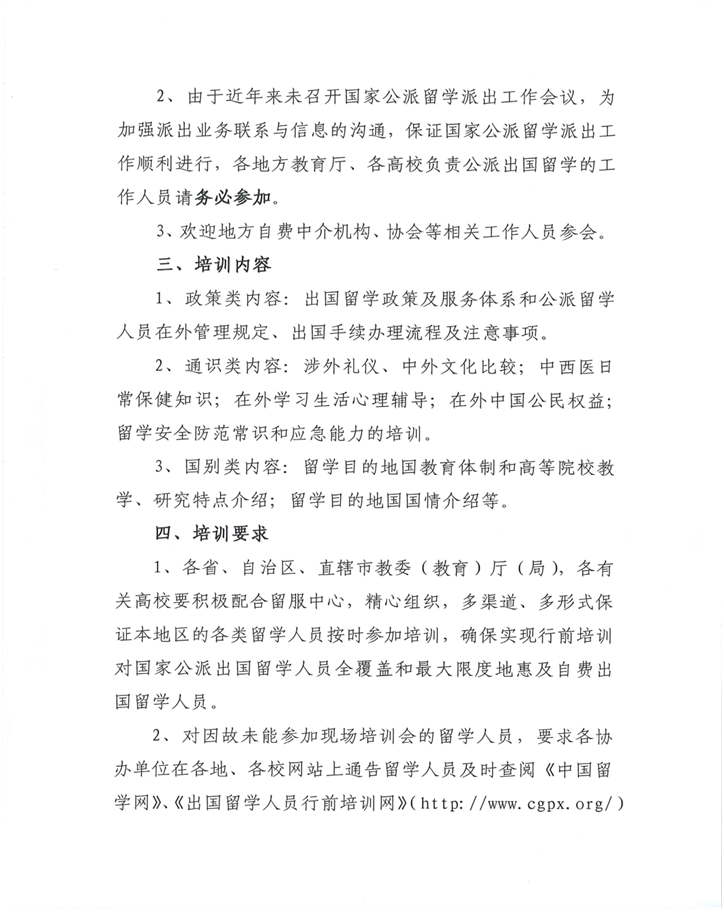 2、由于近年来未召开国家公派留学派出工作会议，为
加强派出业务联系与信息的沟通，保证国家公派留学派出工
作顺利进行，各地方教育厅、各高校负责公派出国留学的工
作人员请务必参加。
3、欢迎地方自费中介机构、协会等相关工作人员参会。
三、培训内容
1、政策类内容：出国留学政策及服务体系和公派留学
人员在外管理规定、出国手续办理流程及注意事项。
2、通识类内容：涉外礼仪、中外文化比较；中西医日
常保健知识；在外学习生活心理辅导；在外中国公民权益；
留学安全防范常识和应急能力的培训。
3、国别类内容：留学目的地国教育体制和高等院校教
学、研究特点介绍；留学目的地国国情介绍等。
四、培训要求
1、各省、自治区、直辖市教委（教育）厅（局），各有
关高校要积极配合留服中心，精心组织，多渠道、多形式保
证本地区的各类留学人员按时参加培训，确保实现行前培训
对国家公派出国留学人员全覆盖和最大限度地惠及自费出
国留学人员。
2、对因故未能参加现场培训会的留学人员，要求各协
办单位在各地、各校网站上通告留学人员及时查阅《中国留
学网》、《出国留学人员行前培训网》（http://www.cgpx.org/）